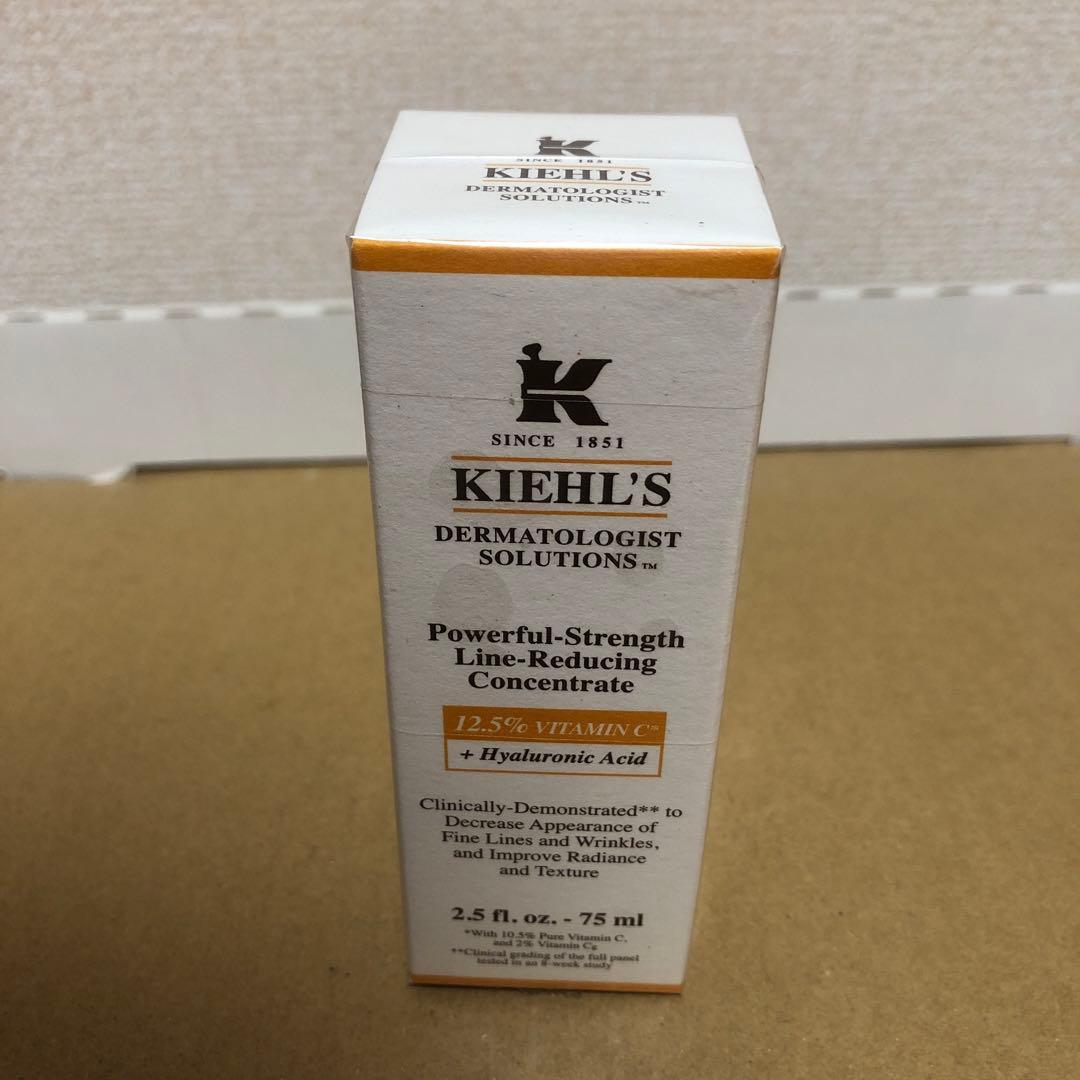 SINCE 1851
KIEHL'S
DERMATOLOGIST
SOLUTIONS™
K
SINCE 1851
KIEHL'S
DERMATOLOGIST
SOLUTIONS™
Powerful-Strength
Line-Reducing
Concentrate
12.5% VITAMIN C*
+ Hyaluronic Acid
Clinically-Demonstrated** to
Decrease Appearance of
Fine Lines and Wrinkles,
and Improve Radiance
and Texture
2.5 fl. oz. - 75 ml
*With 10.5% Pure Vitamin C,
and 2% Vitamin Cg
**Clinical grading of the full panel
tested in an 8-week study